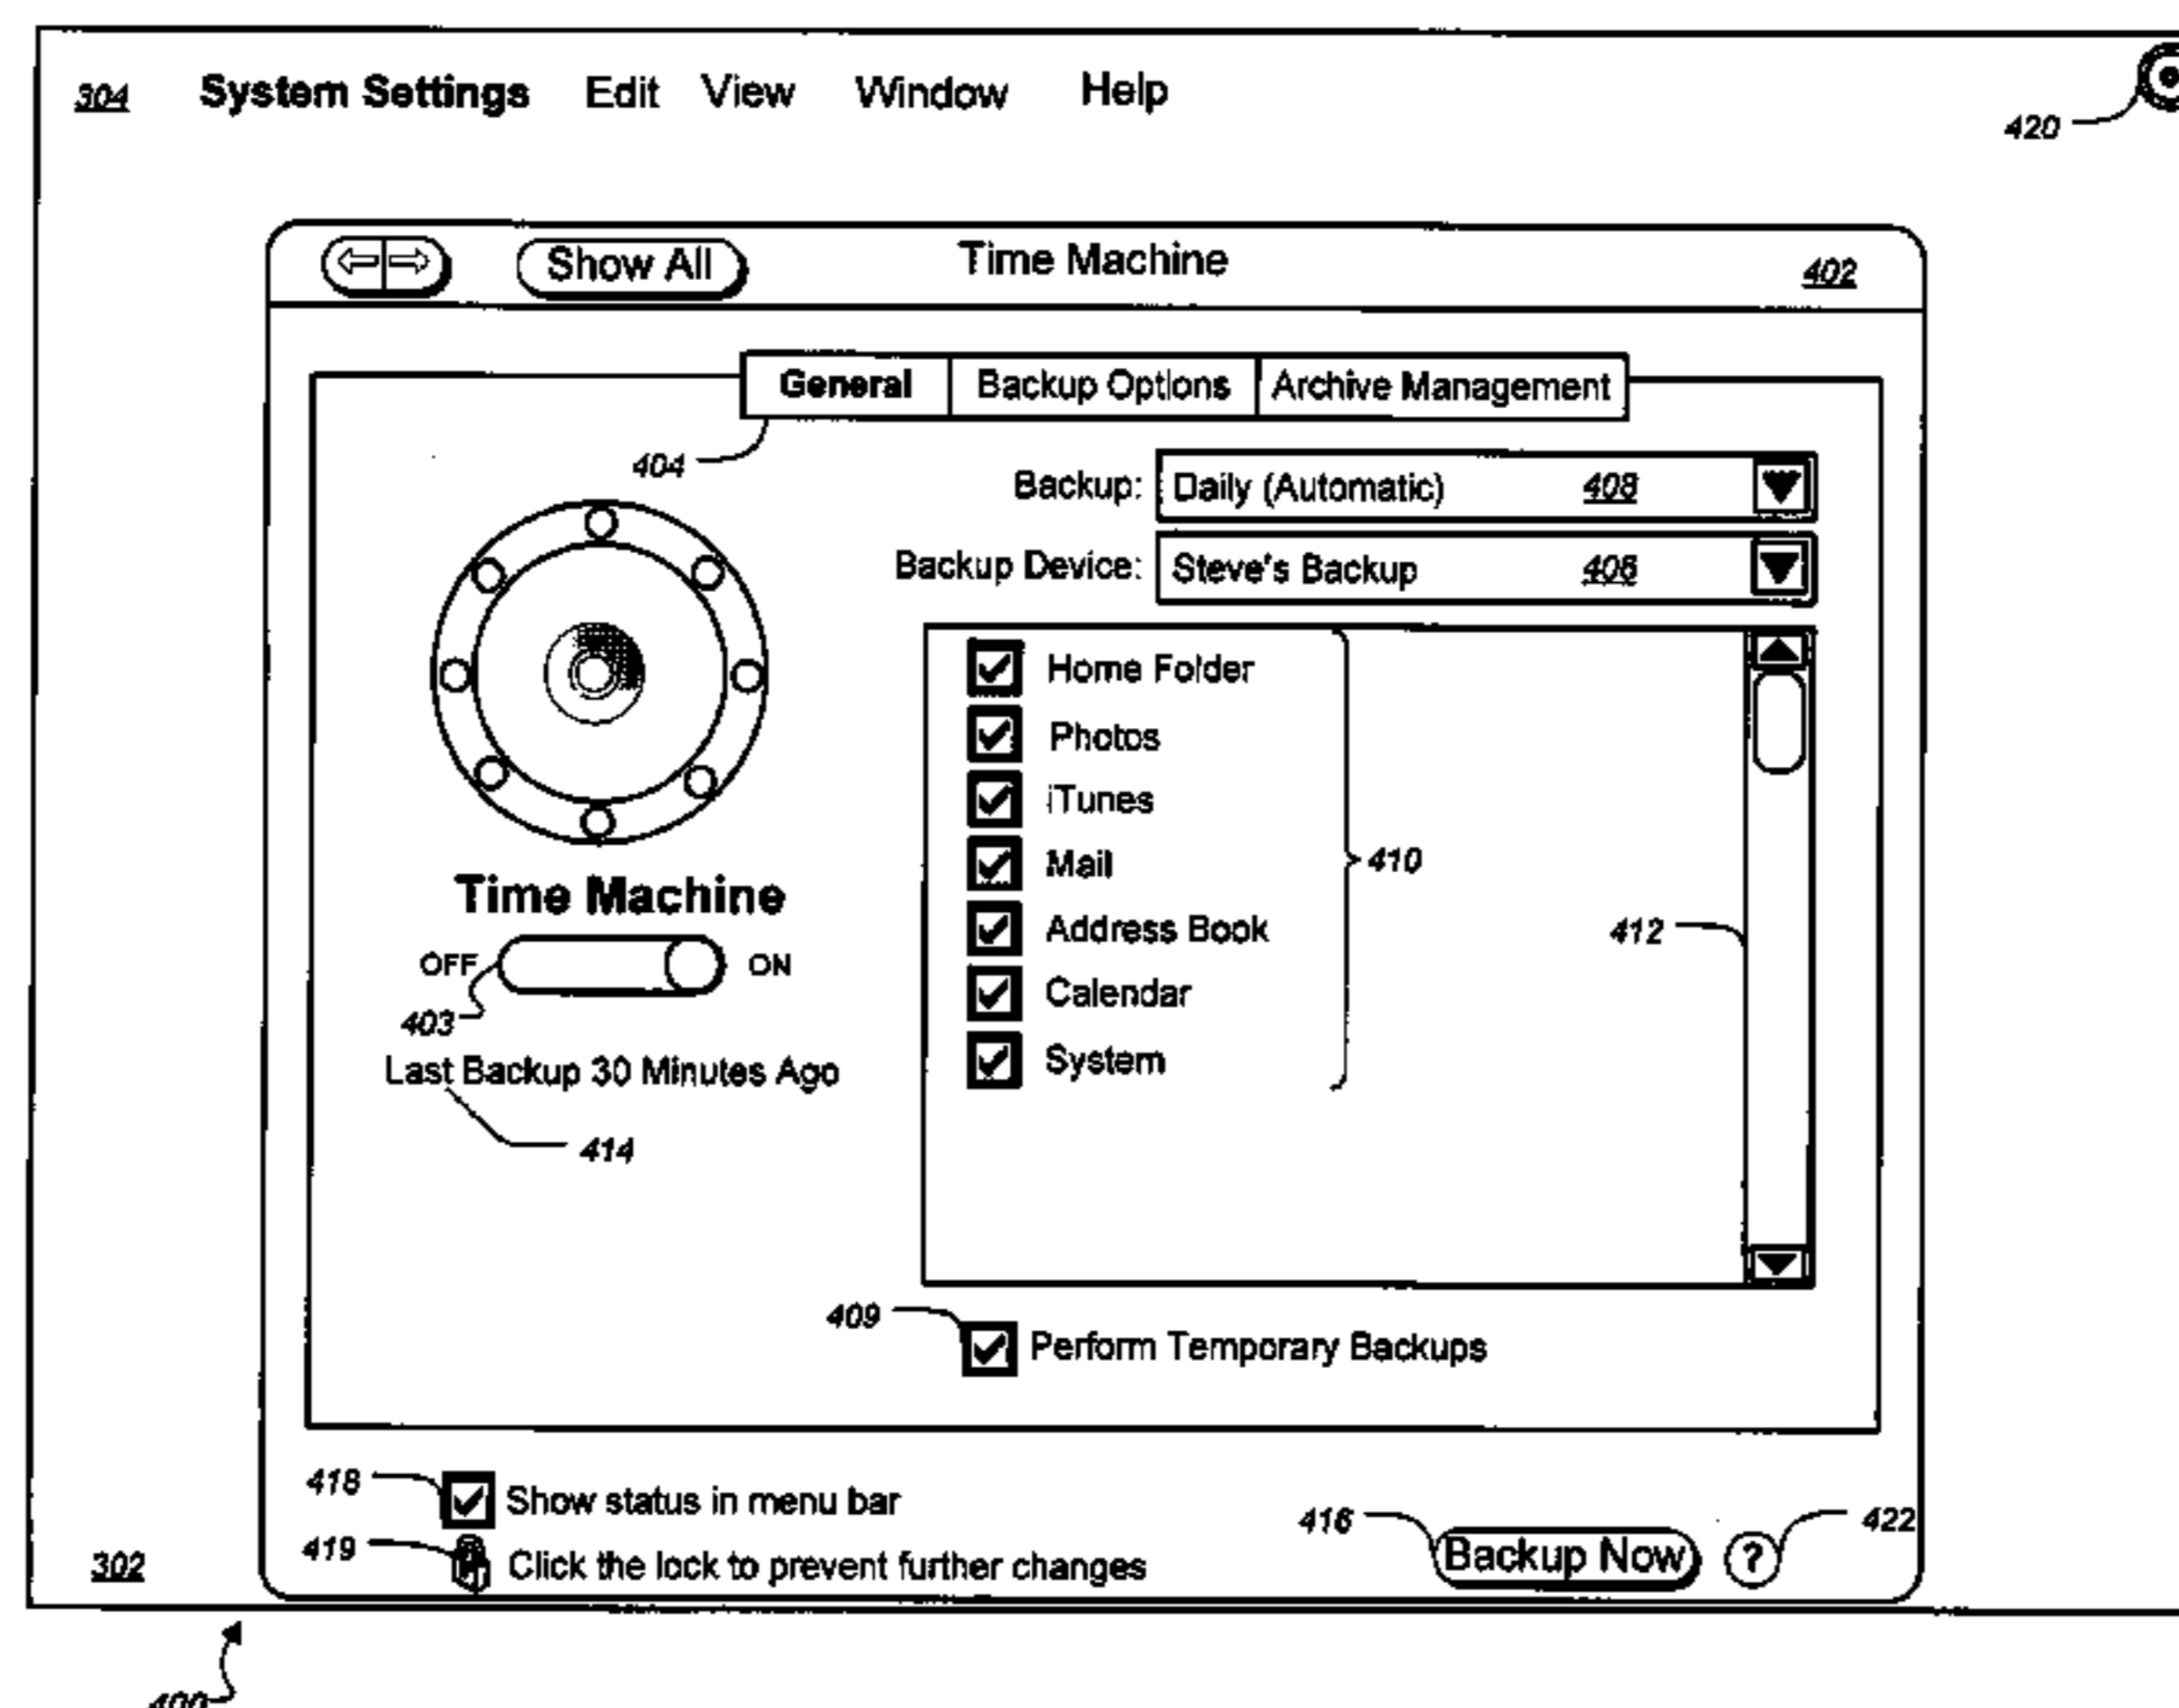 304 System Settings Edit View Window Help
420
Show All Time Machine 402
General Backup Options Archive Management
404
Backup: Daily (Automatic) 408
Backup Device: Steve's Backup 406
Home Folder
Photos
iTunes
Mail
410
Time Machine
Address Book
412
OFF ON
Calendar
403
System
Last Backup 30 Minutes Ago
414
409
Perform Temporary Backups
418
Show status in menu bar
416
422
419
Click the lock to prevent further changes
Backup Now ?
302
400